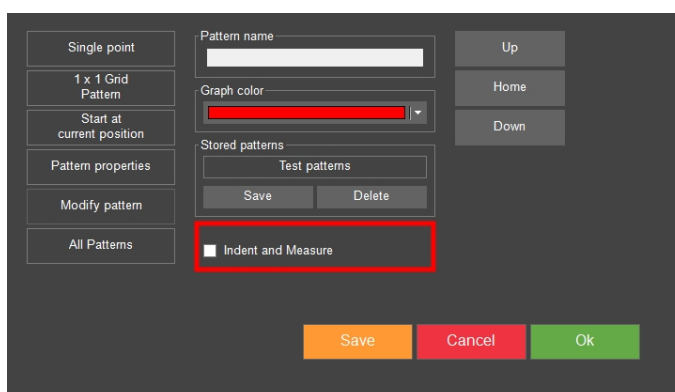 Single point
1 x 1 Grid
Pattern
Start at
current position
Pattern properties
Modify pattern
All Patterns
Pattern name
Graph color
Stored patterns
Test patterns
Save
Delete
Indent and Measure
Up
Home
Down
Save
Cancel
Ok